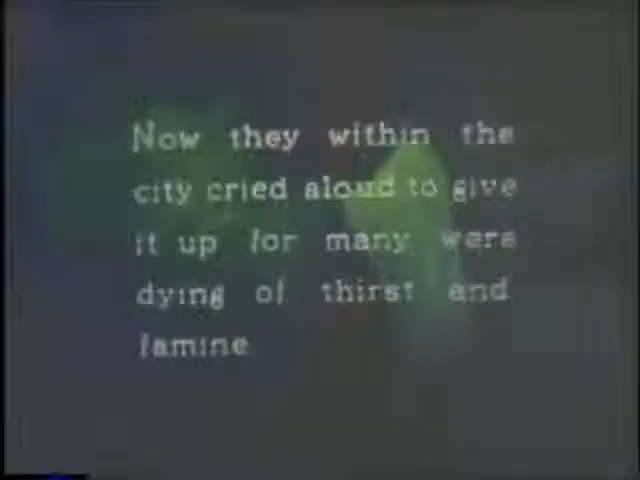 Now they within the
city cried aloud to give
it up for many were
dying of thirst and
famine